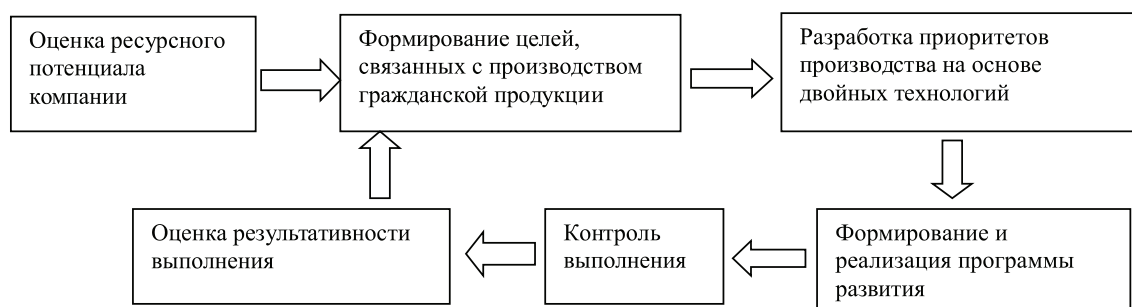 Оценка ресурсного
потенциала
компании
Формирование целей,
связанных с производством
гражданской продукции
Разработка приоритетов
производства на основе
двойных технологий
Оценка результативности
выполнения
Контроль
выполнения
Формирование и
реализация программы
развития